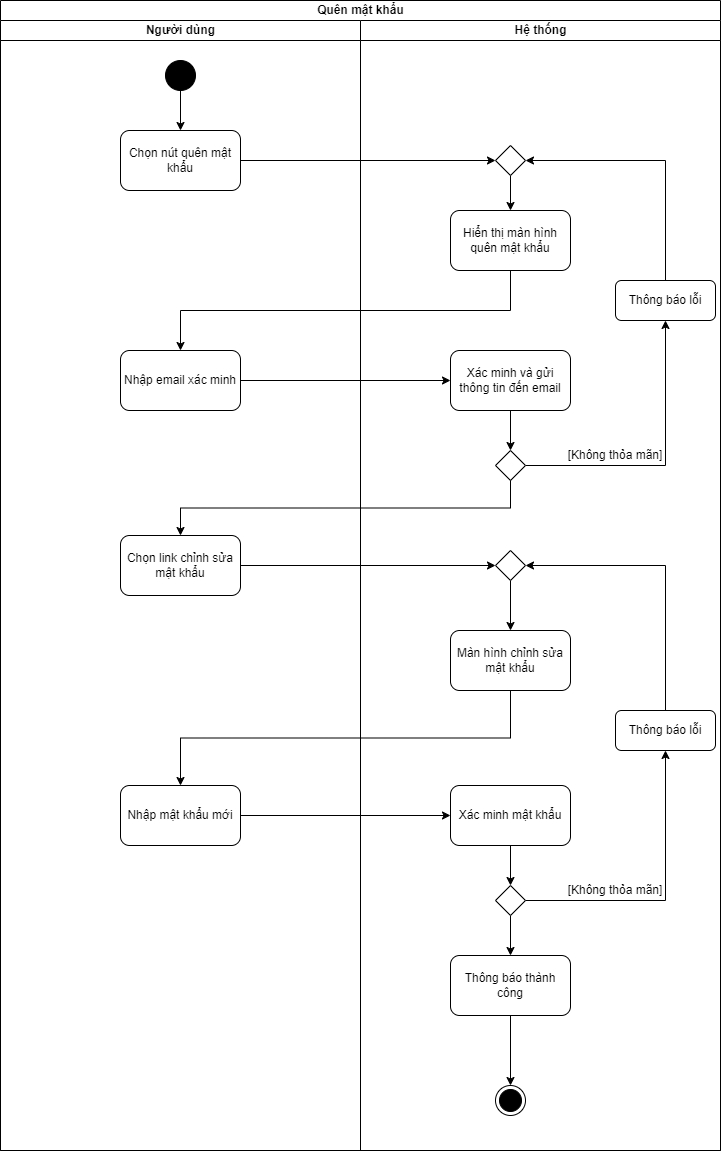 Quên mật khẩu
Người dùng
Hệ thống
Chọn nút quên mật
khẩu
Hiển thị màn hình
quên mật khẩu
Thông báo lỗi
Nhập email xác minh
Xác minh và gửi
thông tin đến email
[Không thỏa mãn]
Chọn link chỉnh sửa
mật khẩu
Màn hình chỉnh sửa
mật khẩu
Thông báo lỗi
Nhập mật khẩu mới
Xác minh mật khẩu
[Không thỏa mãn]
Thông báo thành
công